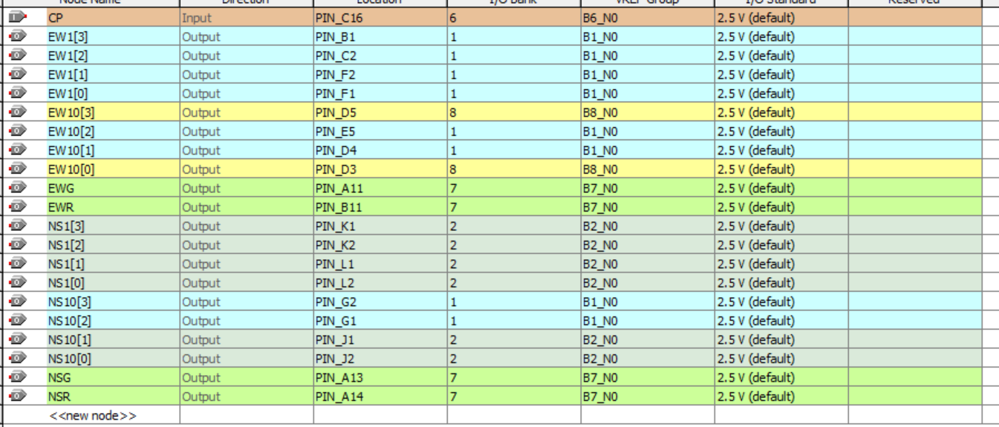 Node Name Direction Location I/O Bank VREF Group I/O Standard Reserved
CP Input PIN_C16 6 B6_N0 2.5 V (default)
EW1[3] Output PIN_B1 1 B1_N0 2.5 V (default)
EW1[2] Output PIN_C2 1 B1_N0 2.5 V (default)
EW1[1] Output PIN_F2 1 B1_N0 2.5 V (default)
EW1[0] Output PIN_F1 1 B1_N0 2.5 V (default)
EW10[3] Output PIN_D5 8 B8_N0 2.5 V (default)
EW10[2] Output PIN_E5 1 B1_N0 2.5 V (default)
EW10[1] Output PIN_D4 1 B1_N0 2.5 V (default)
EW10[0] Output PIN_D3 8 B8_N0 2.5 V (default)
EWG Output PIN_A11 7 B7_N0 2.5 V (default)
EWR Output PIN_B11 7 B7_N0 2.5 V (default)
NS1[3] Output PIN_K1 2 B2_N0 2.5 V (default)
NS1[2] Output PIN_K2 2 B2_N0 2.5 V (default)
NS1[1] Output PIN_L1 2 B2_N0 2.5 V (default)
NS1[0] Output PIN_L2 2 B2_N0 2.5 V (default)
NS10[3] Output PIN_G2 1 B1_N0 2.5 V (default)
NS10[2] Output PIN_G1 1 B1_N0 2.5 V (default)
NS10[1] Output PIN_J1 2 B2_N0 2.5 V (default)
NS10[0] Output PIN_J2 2 B2_N0 2.5 V (default)
NSG Output PIN_A13 7 B7_N0 2.5 V (default)
NSR Output PIN_A14 7 B7_N0 2.5 V (default)
<<new node>>